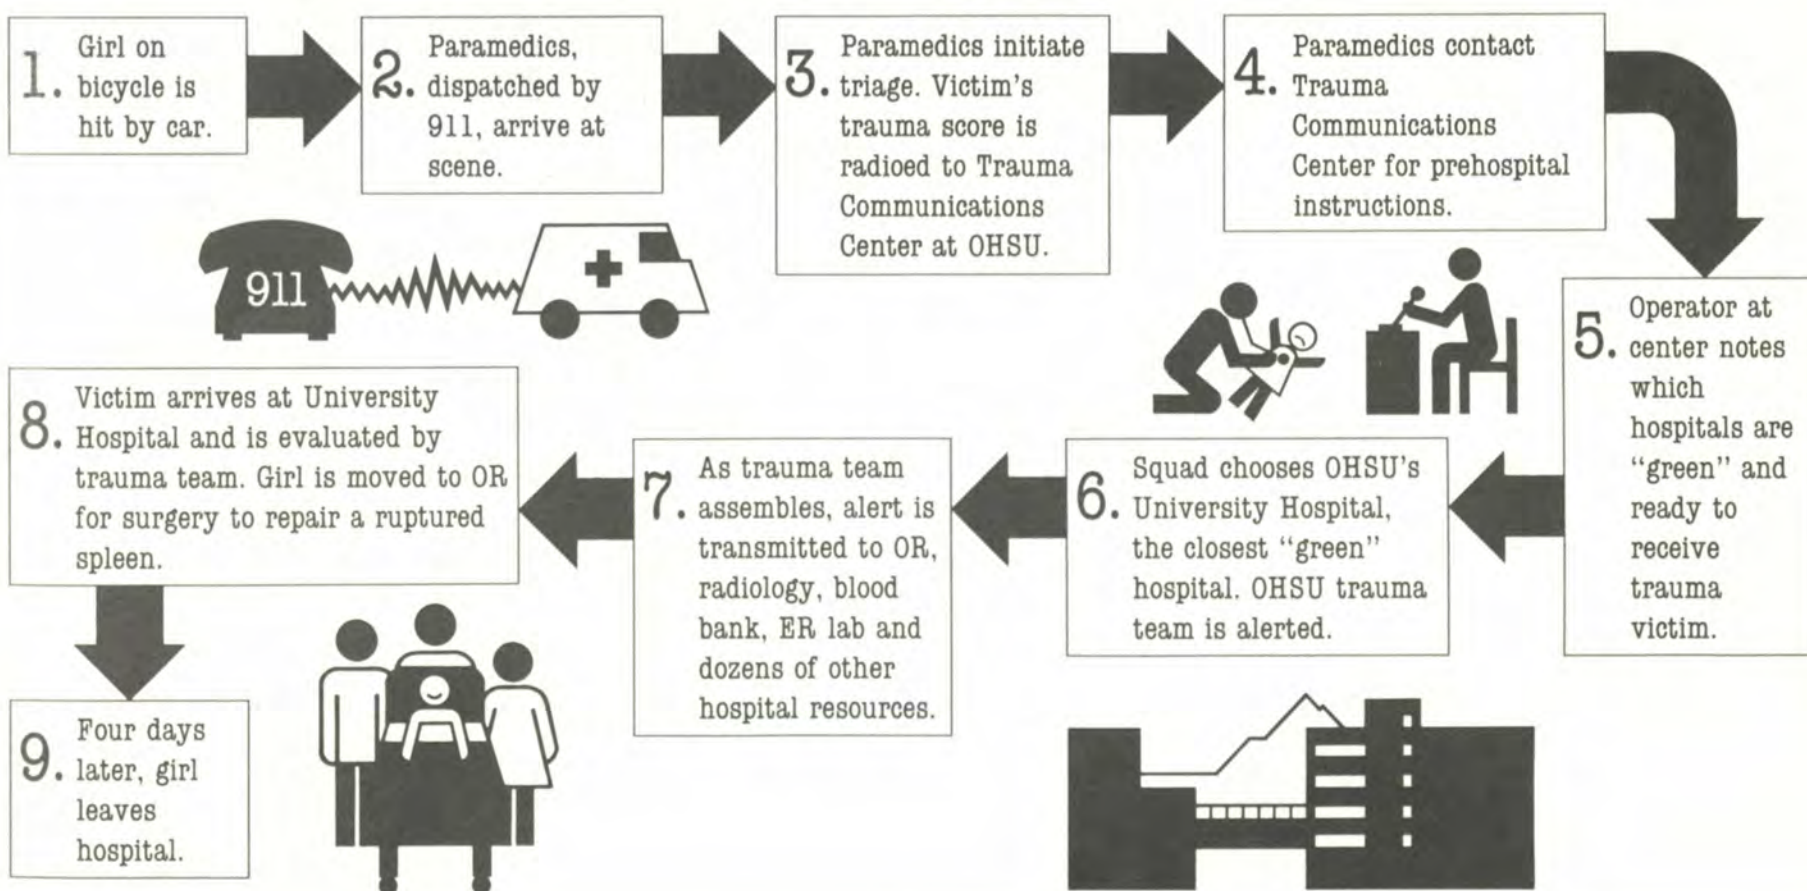 1. Girl on
bicycle is
hit by car.
2. Paramedics,
dispatched by
911, arrive at
scene.
3. Paramedics initiate
triage. Victim's
trauma score is
radioed to Trauma
Communications
Center at OHSU.
4. Paramedics contact
Trauma
Communications
Center for prehospital
instructions.
911
5. Operator at
center notes
which
hospitals are
“green” and
ready to
receive
trauma
victim.
6. Squad chooses OHSU's
University Hospital,
the closest “green”
hospital. OHSU trauma
team is alerted.
7. As trauma team
assembles, alert is
transmitted to OR,
radiology, blood
bank, ER lab and
dozens of other
hospital resources.
8. Victim arrives at University
Hospital and is evaluated by
trauma team. Girl is moved to OR
for surgery to repair a ruptured
spleen.
9. Four days
later, girl
leaves
hospital.